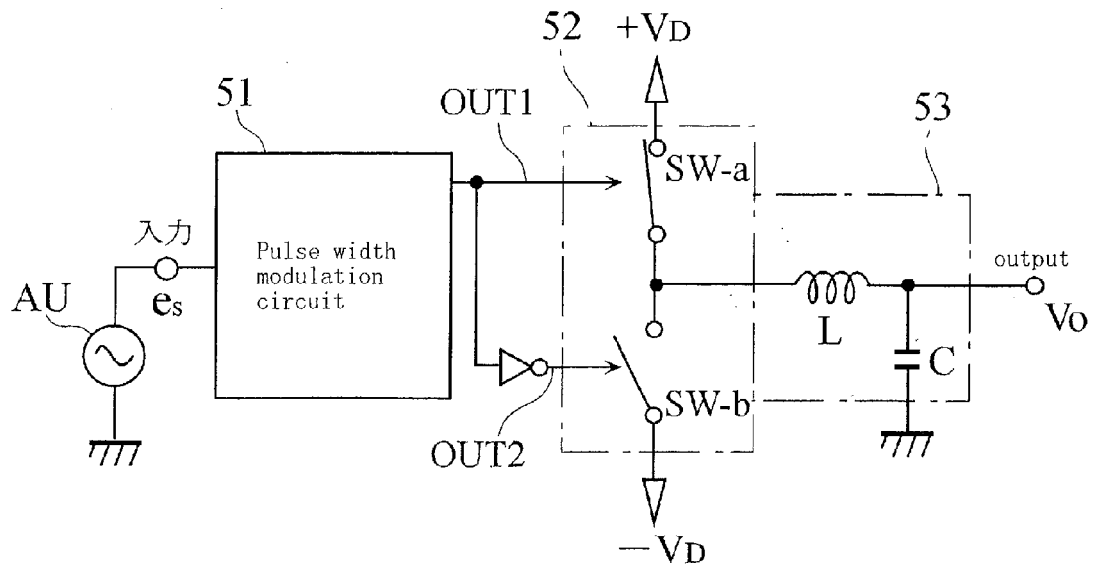 52
+VD
51
OUT1
53
SW-a
入力
Pulse width
modulation
circuit
output
AU
es
Vo
L
C
SW-b
OUT2
－VD